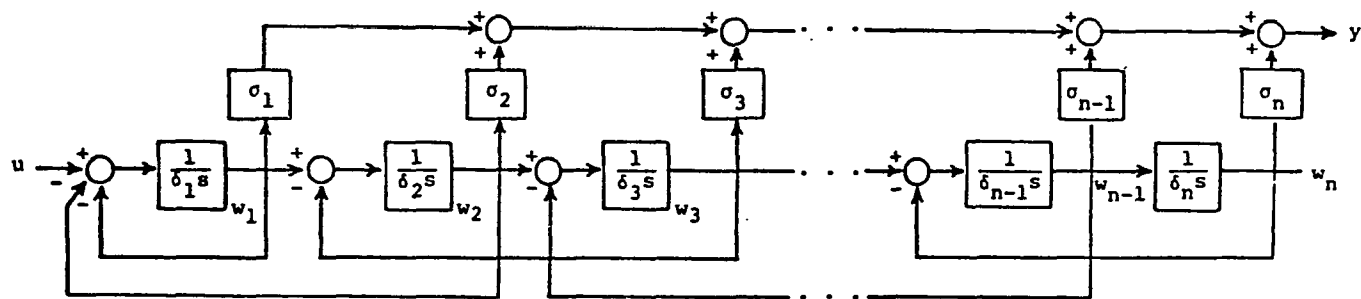 + + + + + + + + y
σ₁ σ₂ σ₃ σₙ₋₁ σₙ
u + - - 1/δ₁s w₁ + - 1/δ₂s w₂ + - 1/δ₃s w₃ · · · + - 1/δₙ₋₁s wₙ₋₁ 1/δₙs wₙ